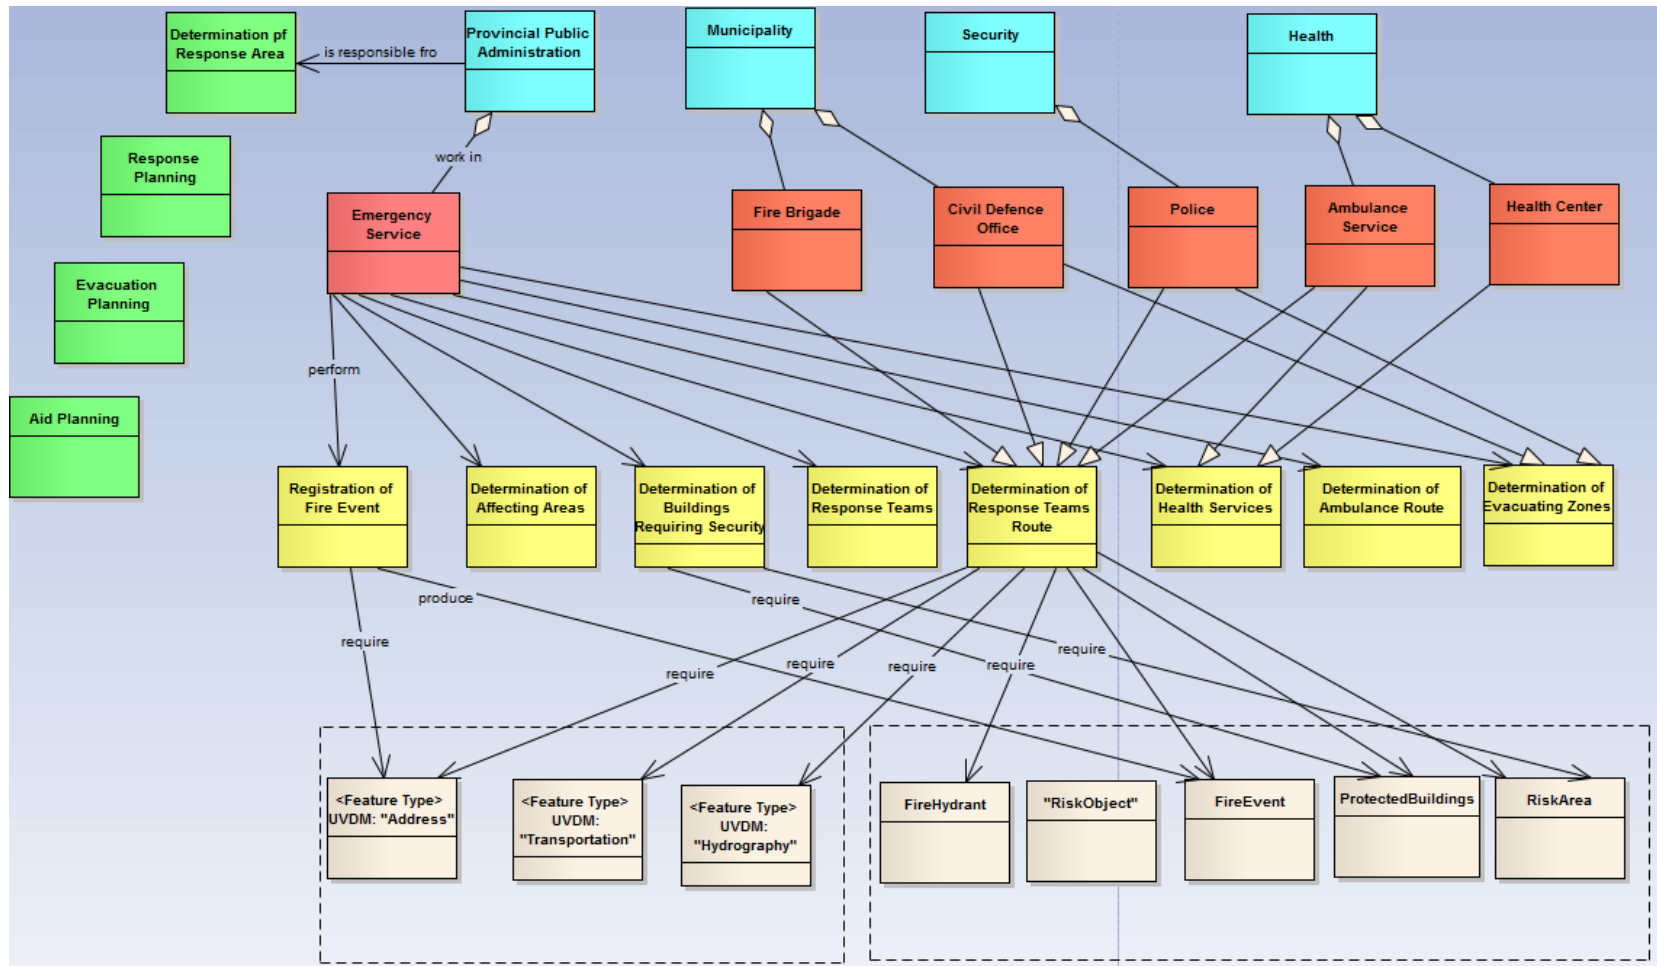 Determination pf
Response Area
is responsible fro
Provincial Public
Administration
Municipality
Security
Health
Response
Planning
work in
Emergency
Service
Fire Brigade
Civil Defence
Office
Police
Ambulance
Service
Health Center
Evacuation
Planning
Aid Planning
perform
Registration of
Fire Event
Determination of
Affecting Areas
Determination of
Buildings
Requiring Security
Determination of
Response Teams
Determination of
Response Teams
Route
Determination of
Health Services
Determination of
Ambulance Route
Determination of
Evacuating Zones
produce
require
require
require
require
require
require
require
<Feature Type>
UVDM: "Address"
<Feature Type>
UVDM:
"Transportation"
<Feature Type>
UVDM:
"Hydrography"
FireHydrant
"RiskObject"
FireEvent
ProtectedBuildings
RiskArea